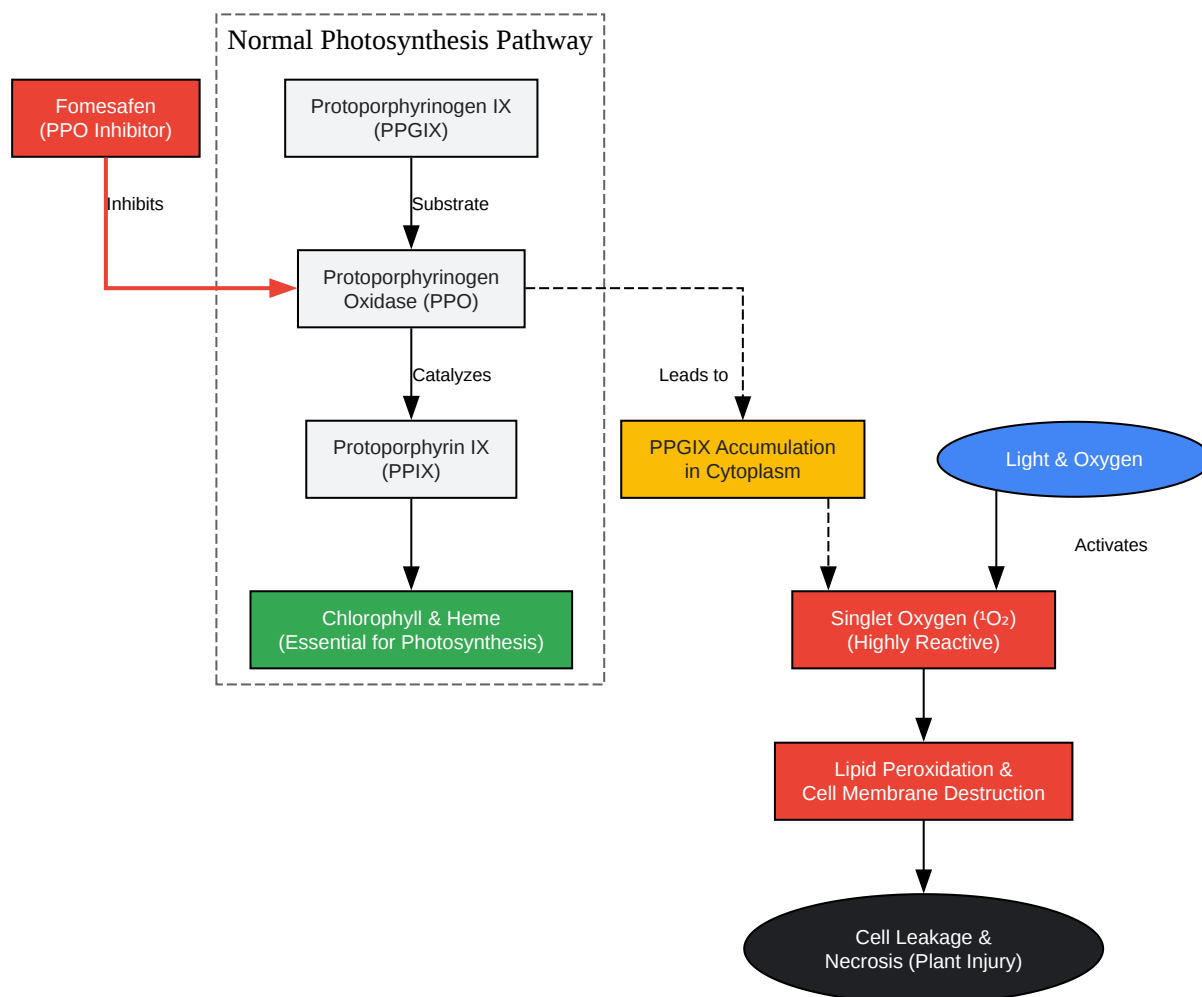 Normal Photosynthesis Pathway
Fomesafen
(PPO Inhibitor)
Protoporphyrinogen IX
(PPGIX)
Inhibits
Substrate
Protoporphyrinogen
Oxidase (PPO)
Catalyzes
Leads to
Protoporphyrin IX
(PPIX)
PPGIX Accumulation
in Cytoplasm
Light & Oxygen
Activates
Chlorophyll & Heme
(Essential for Photosynthesis)
Singlet Oxygen (¹O₂)
(Highly Reactive)
Lipid Peroxidation &
Cell Membrane Destruction
Cell Leakage &
Necrosis (Plant Injury)